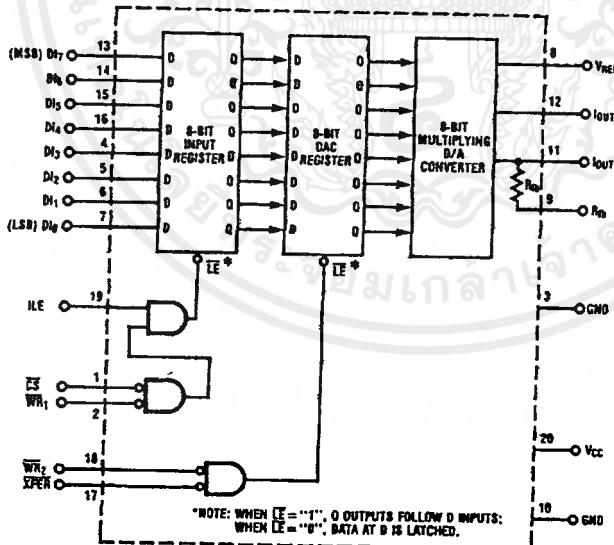 (MSB) DI7 13
DI6 14
DI5 15
DI4 16
DI3 4
DI2 5
DI1 6
(LSB) DI0 7
D D D D D D D
Q Q Q Q Q Q Q Q
8-BIT
INPUT
REGISTER
D D D D D D D D
Q Q Q Q Q Q Q Q
8-BIT
DAC
REGISTER
8-BIT
MULTIPLYING
D/A
CONVERTER
8 VREF
12 IOUT
11 IOUT
Rfb
9 Rfb
LE *
LE *
ILE 19
3 GND
CS 1
WR1 2
WR2 18
XFER 17
20 VCC
10 GND
*NOTE: WHEN LE = "1", Q OUTPUTS FOLLOW D INPUTS;
WHEN LE = "0", DATA AT D IS LATCHED.